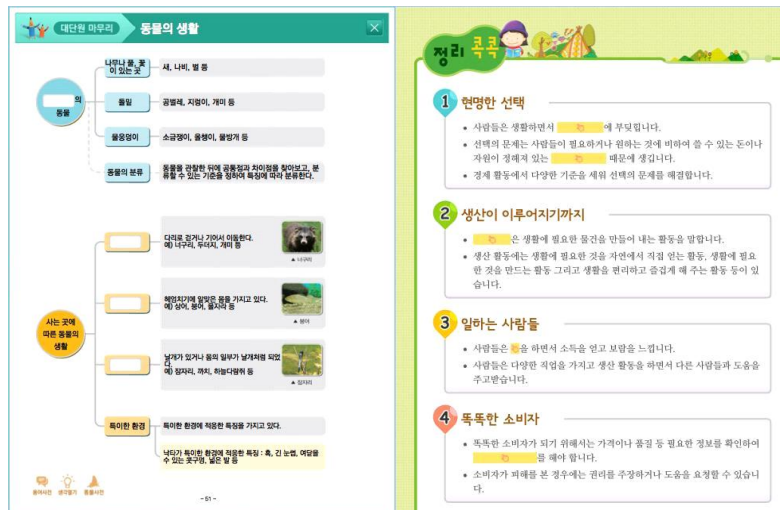 대단원 마무리
동물의 생활
의
동물
나무나 풀, 꽃
이 있는 곳
새, 나비, 벌 등
돌밑
공벌레, 지렁이, 개미 등
물웅덩이
소금쟁이, 올챙이, 물방개 등
동물의 분류
동물을 관찰한 뒤에 공통점과 차이점을 찾아보고, 분
류할 수 있는 기준을 정하여 특징에 따라 분류한다.
사는 곳에
따른 동물의
생활
다리로 걷거나 기어서 이동한다.
예) 너구리, 두더지, 개미 등
▲ 너구리
헤엄치기에 알맞은 몸을 가지고 있다.
예) 상어, 붕어, 물자라 등
▲ 붕어
날개가 있거나 몸의 일부가 날개처럼 되었
다.
예) 잠자리, 까치, 하늘다람쥐 등
▲ 잠자리
특이한 환경
특이한 환경에 적응한 특징을 가지고 있다.
낙타가 특이한 환경에 적응한 특징 : 혹, 긴 눈썹, 여닫을
수 있는 콧구멍, 넓은 발 등
용어사전
생각열기
동물사전
- 51 -
정리 콕콕
1 현명한 선택
• 사람들은 생활하면서 에 부딪힙니다.
• 선택의 문제는 사람들이 필요하거나 원하는 것에 비하여 쓸 수 있는 돈이나
자원이 정해져 있는 때문에 생깁니다.
• 경제 활동에서 다양한 기준을 세워 선택의 문제를 해결합니다.
2 생산이 이루어지기까지
• 은 생활에 필요한 물건을 만들어 내는 활동을 말합니다.
• 생산 활동에는 생활에 필요한 것을 자연에서 직접 얻는 활동, 생활에 필요
한 것을 만드는 활동 그리고 생활을 편리하고 즐겁게 해 주는 활동 등이 있
습니다.
3 일하는 사람들
• 사람들은 을 하면서 소득을 얻고 보람을 느낍니다.
• 사람들은 다양한 직업을 가지고 생산 활동을 하면서 다른 사람들과 도움을
주고받습니다.
4 똑똑한 소비자
• 똑똑한 소비자가 되기 위해서는 가격이나 품질 등 필요한 정보를 확인하여
를 해야 합니다.
• 소비자가 피해를 본 경우에는 권리를 주장하거나 도움을 요청할 수 있습니
다.